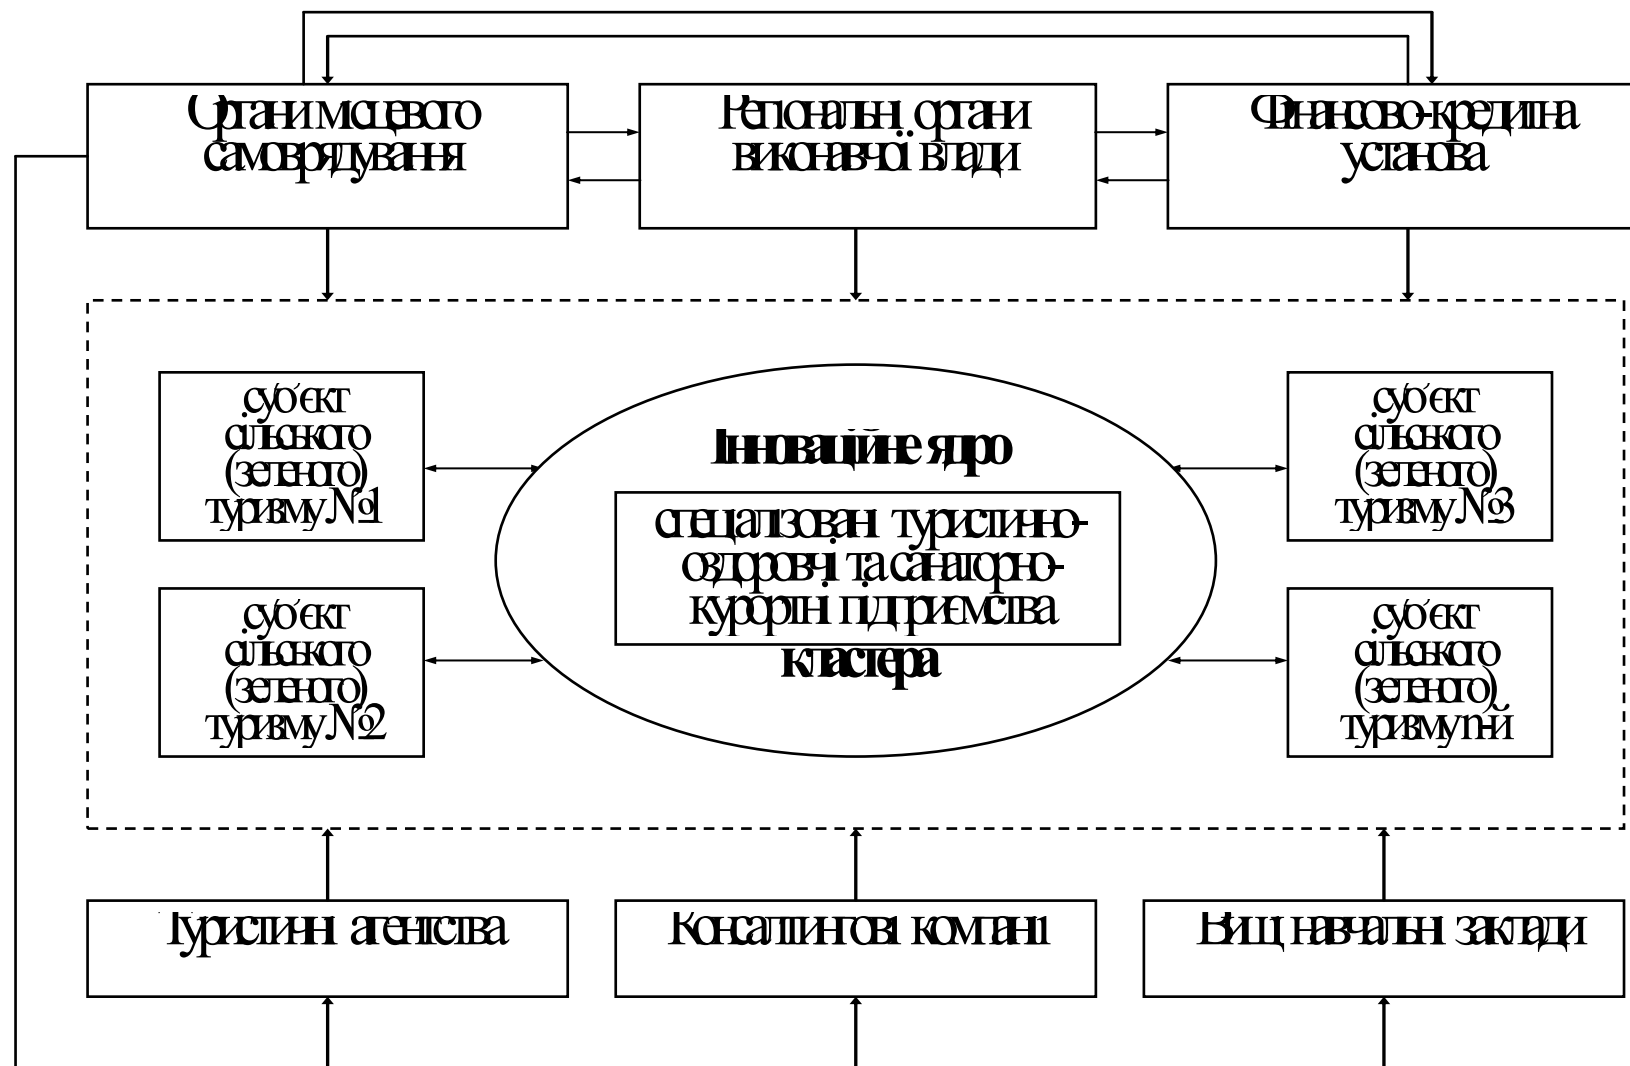 Органи місцевого
самоврядування
Регіональні органи
виконавчої влади
Фінансово-кредитна
установа
суб'єкт
сільського
(зеленого)
туризму №1
Інноваційне ядро
суб'єкт
сільського
(зеленого)
туризму №3
спеціалізовані туристично-
оздоровчі та санаторно-
курортні підприємства
кластера
суб'єкт
сільського
(зеленого)
туризму №2
суб'єкт
сільського
(зеленого)
туризму n-й
Туристичні агентства
Консалтингові компанії
Вищі навчальні заклади